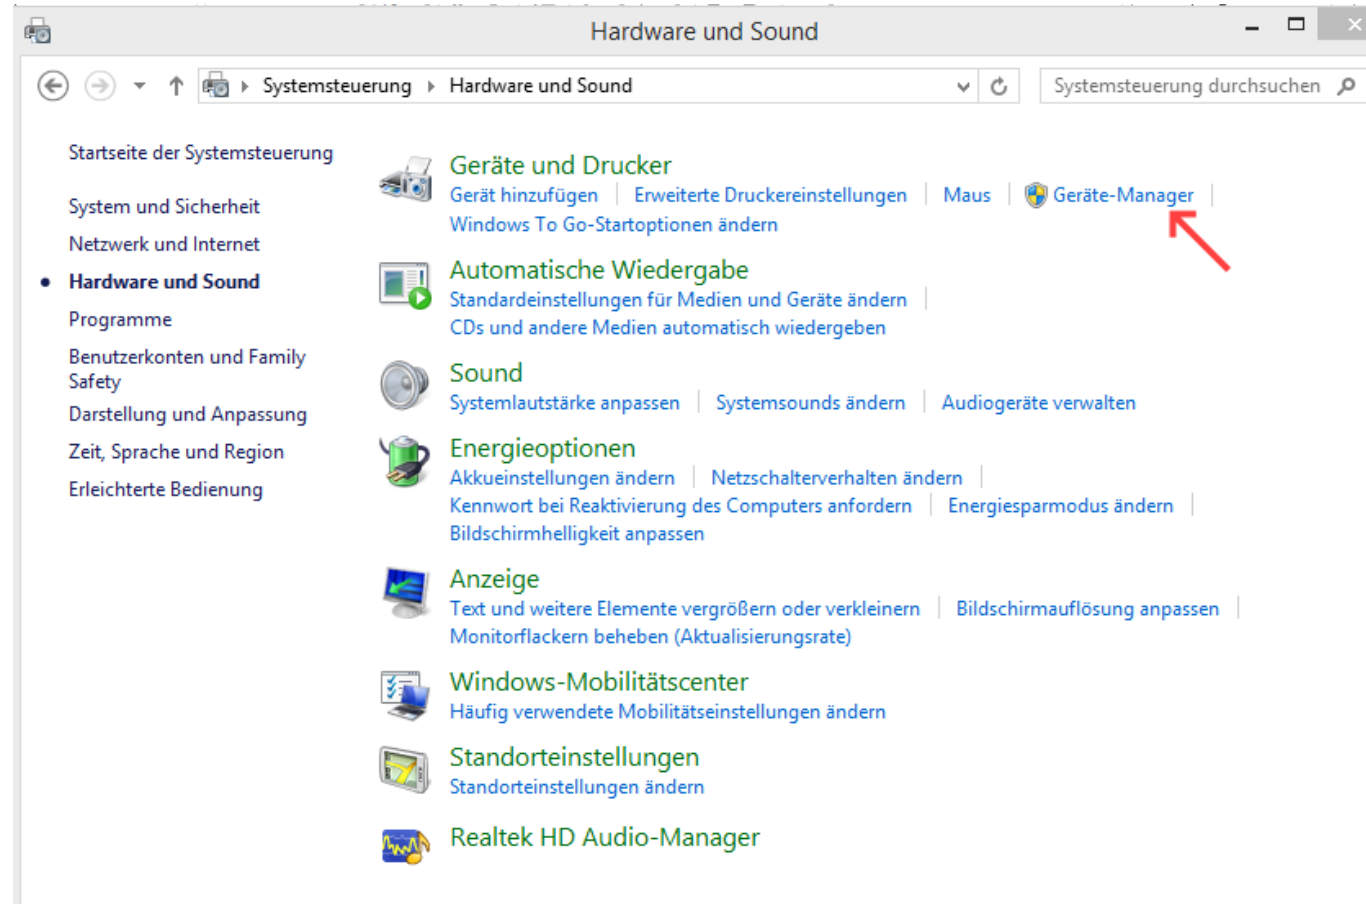 Hardware und Sound
Systemsteuerung Hardware und Sound
Systemsteuerung durchsuchen
Startseite der Systemsteuerung
System und Sicherheit
Netzwerk und Internet
Hardware und Sound
Programme
Benutzerkonten und Family
Safety
Darstellung und Anpassung
Zeit, Sprache und Region
Erleichterte Bedienung
Geräte und Drucker
Gerät hinzufügen Erweiterte Druckereinstellungen Maus Geräte-Manager
Windows To Go-Startoptionen ändern
Automatische Wiedergabe
Standardeinstellungen für Medien und Geräte ändern
CDs und andere Medien automatisch wiedergeben
Sound
Systemlautstärke anpassen Systemsounds ändern Audiogeräte verwalten
Energieoptionen
Akkueinstellungen ändern Netzschalterverhalten ändern
Kennwort bei Reaktivierung des Computers anfordern Energiesparmodus ändern
Bildschirmhelligkeit anpassen
Anzeige
Text und weitere Elemente vergrößern oder verkleinern Bildschirmauflösung anpassen
Monitorflackern beheben (Aktualisierungsrate)
Windows-Mobilitätscenter
Häufig verwendete Mobilitätseinstellungen ändern
Standorteinstellungen
Standorteinstellungen ändern
Realtek HD Audio-Manager